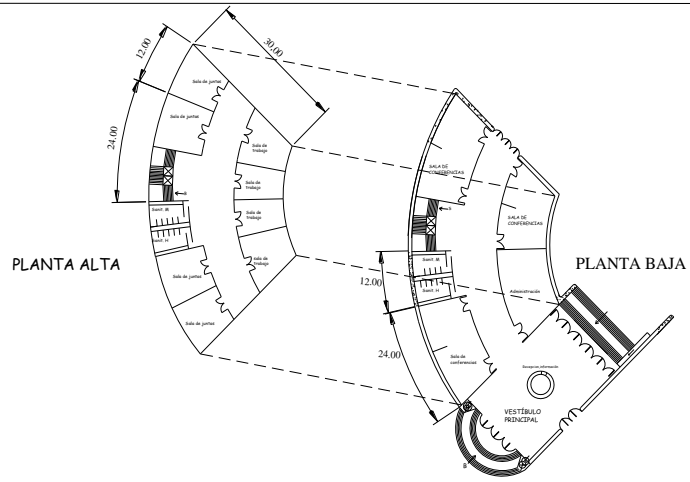 12.00
30.00
24.00
Sala de juntas
Sala de juntas
Sala de
trabajo
Sala de
trabajo
Sala de
trabajo
Sala de
trabajo
Sanit. M
Sanit. H
Sala de juntas
Sala de juntas
PLANTA ALTA
SALA DE
CONFERENCIAS
SALA DE
CONFERENCIAS
Sanit. M
Sanit. H
Administración
PLANTA BAJA
12.00
24.00
Sala de
conferencias
VESTÍBULO
PRINCIPAL
B